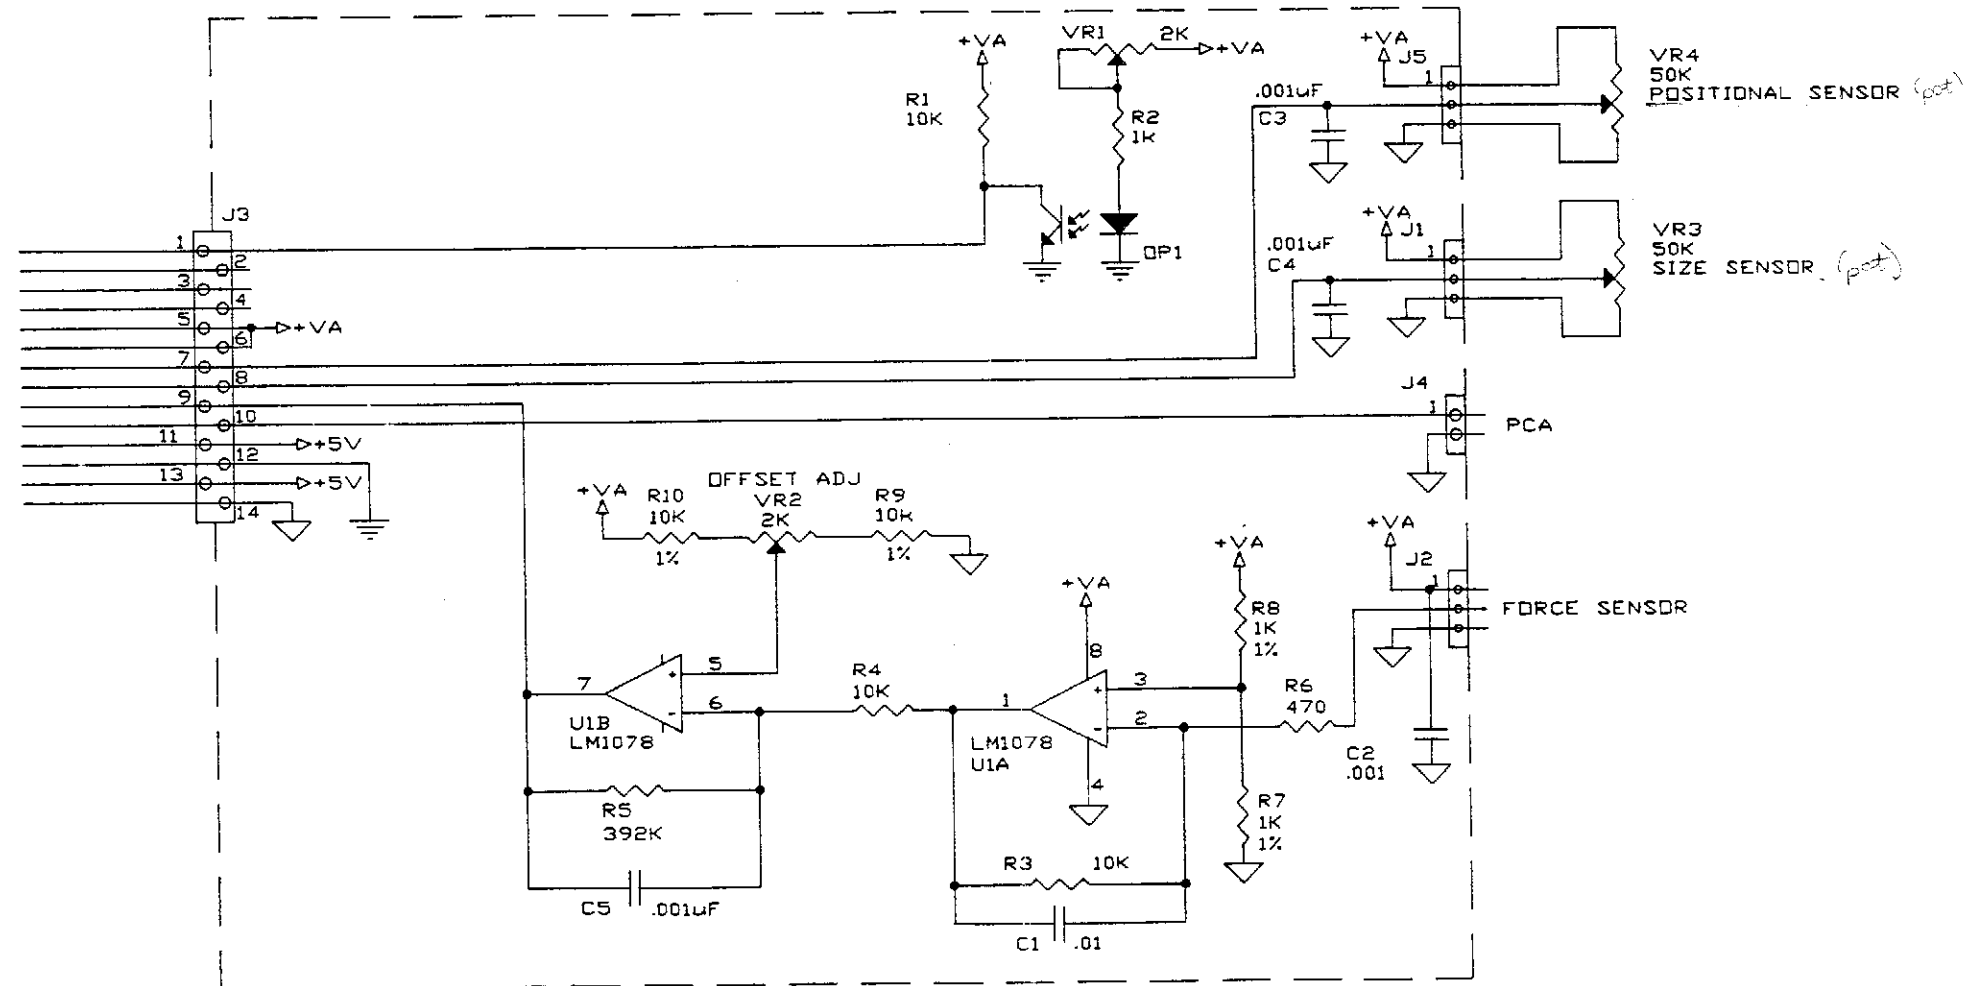 +VA
R1
10K
VR1
2K
+VA
R2
1K
OP1
.001uF
C3
+VA
J5
1
VR4
50K
POSITIONAL SENSOR (pot)
.001uF
C4
+VA
J1
1
VR3
50K
SIZE SENSOR. (pot)
J3
1
2
3
4
5
+VA
6
7
8
9
10
11
+5V
12
13
+5V
14
J4
1
PCA
OFFSET ADJ
+VA
R10
10K
1%
VR2
2K
R9
10K
1%
+VA
J2
1
FORCE SENSOR
+VA
R8
1K
1%
+VA
8
5
+
7
6
-
U1B
LM1078
R4
10K
1
3
+
2
-
LM1078
U1A
4
R6
470
C2
.001
R7
1K
1%
R5
392K
C5
.001uF
R3
10K
C1
.01